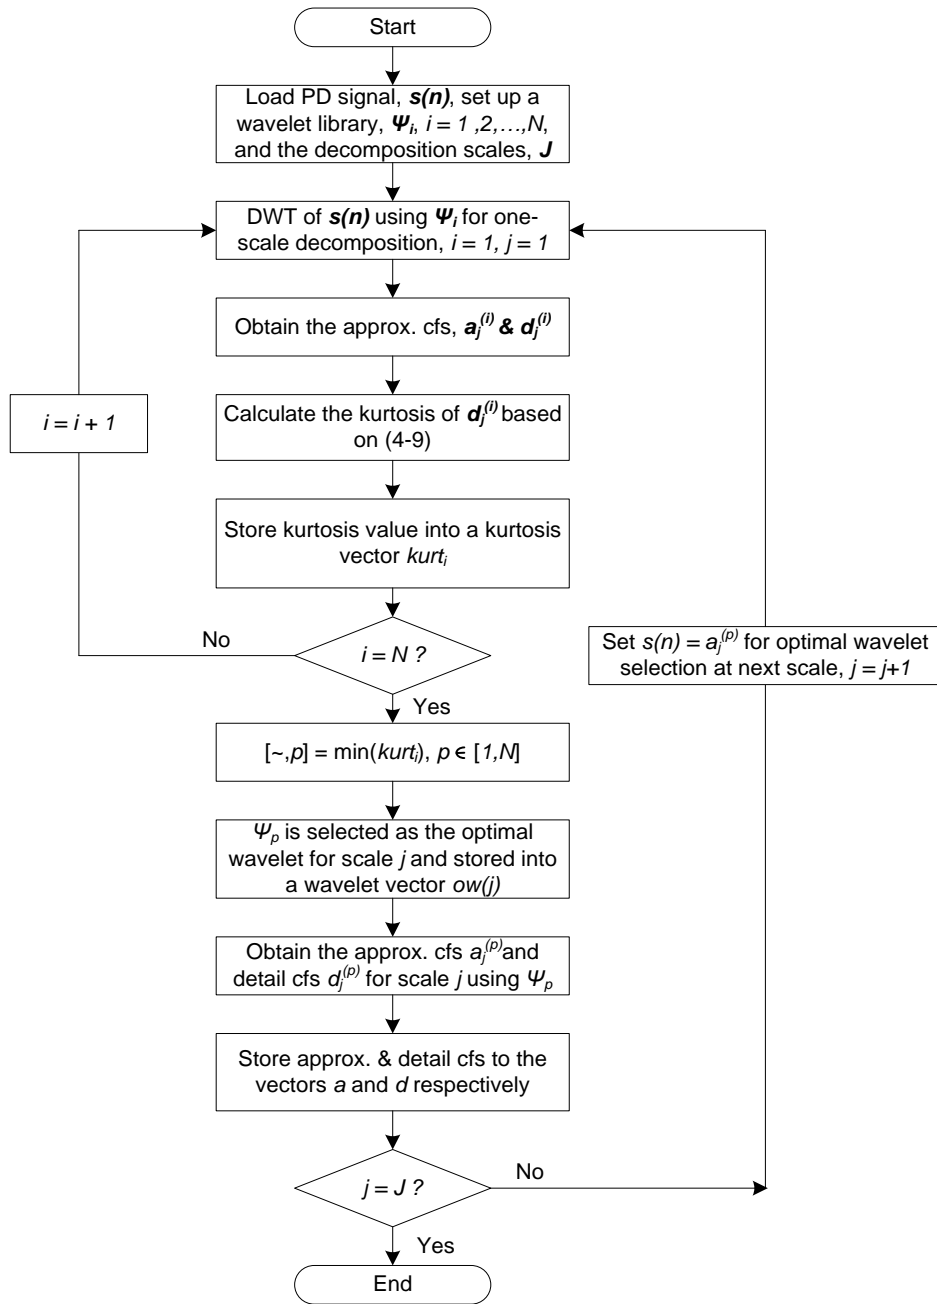 Start
Load PD signal, s(n), set up a
wavelet library, Ψi, i = 1 ,2,…,N,
and the decomposition scales, J
DWT of s(n) using Ψi for one-
scale decomposition, i = 1, j = 1
Obtain the approx. cfs, aj(i) & dj(i)
i = i + 1
Calculate the kurtosis of dj(i) based
on (4-9)
Store kurtosis value into a kurtosis
vector kurti
No
i = N ?
Yes
Set s(n) = aj(p) for optimal wavelet
selection at next scale, j = j+1
[~,p] = min(kurti), p ϵ [1,N]
Ψp is selected as the optimal
wavelet for scale j and stored into
a wavelet vector ow(j)
Obtain the approx. cfs aj(p) and
detail cfs dj(p) for scale j using Ψp
Store approx. & detail cfs to the
vectors a and d respectively
j = J ?
No
Yes
End